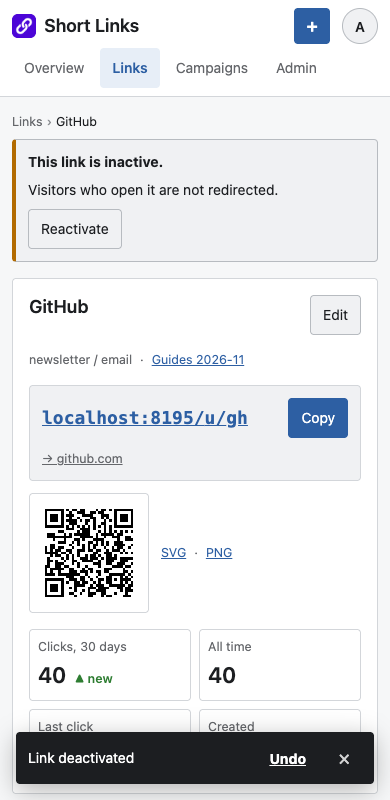 Short Links
+
A
Overview
Links
Campaigns
Admin
Links › GitHub
This link is inactive.
Visitors who open it are not redirected.
Reactivate
GitHub
Edit
newsletter / email · Guides 2026-11
localhost:8195/u/gh
Copy
→ github.com
SVG · PNG
Clicks, 30 days
40 ▲ new
All time
40
Last click
Created
Link deactivated
Undo
✕